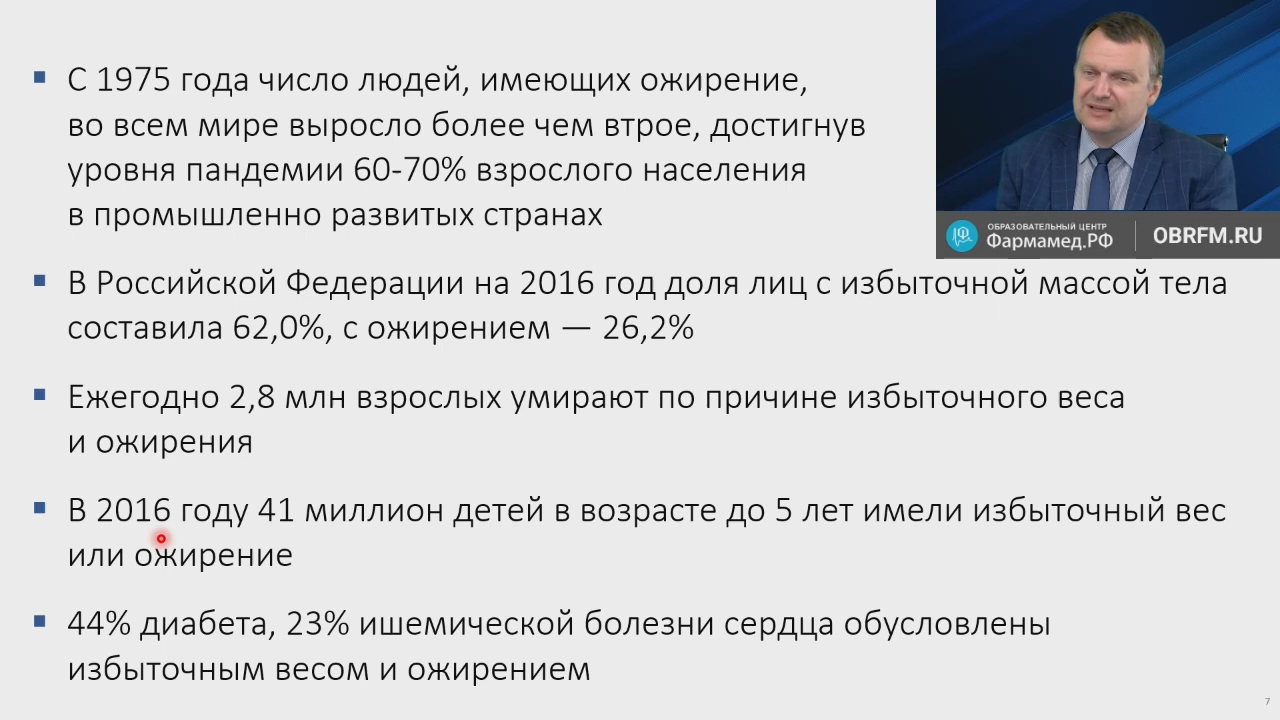 С 1975 года число людей, имеющих ожирение,
во всем мире выросло более чем втрое, достигнув
уровня пандемии 60-70% взрослого населения
в промышленно развитых странах
ОБРАЗОВАТЕЛЬНЫЙ ЦЕНТР
Фармамед.РФ
OBRFM.RU
В Российской Федерации на 2016 год доля лиц с избыточной массой тела
составила 62,0%, с ожирением — 26,2%
Ежегодно 2,8 млн взрослых умирают по причине избыточного веса
и ожирения
В 2016 году 41 миллион детей в возрасте до 5 лет имели избыточный вес
или ожирение
44% диабета, 23% ишемической болезни сердца обусловлены
избыточным весом и ожирением
7